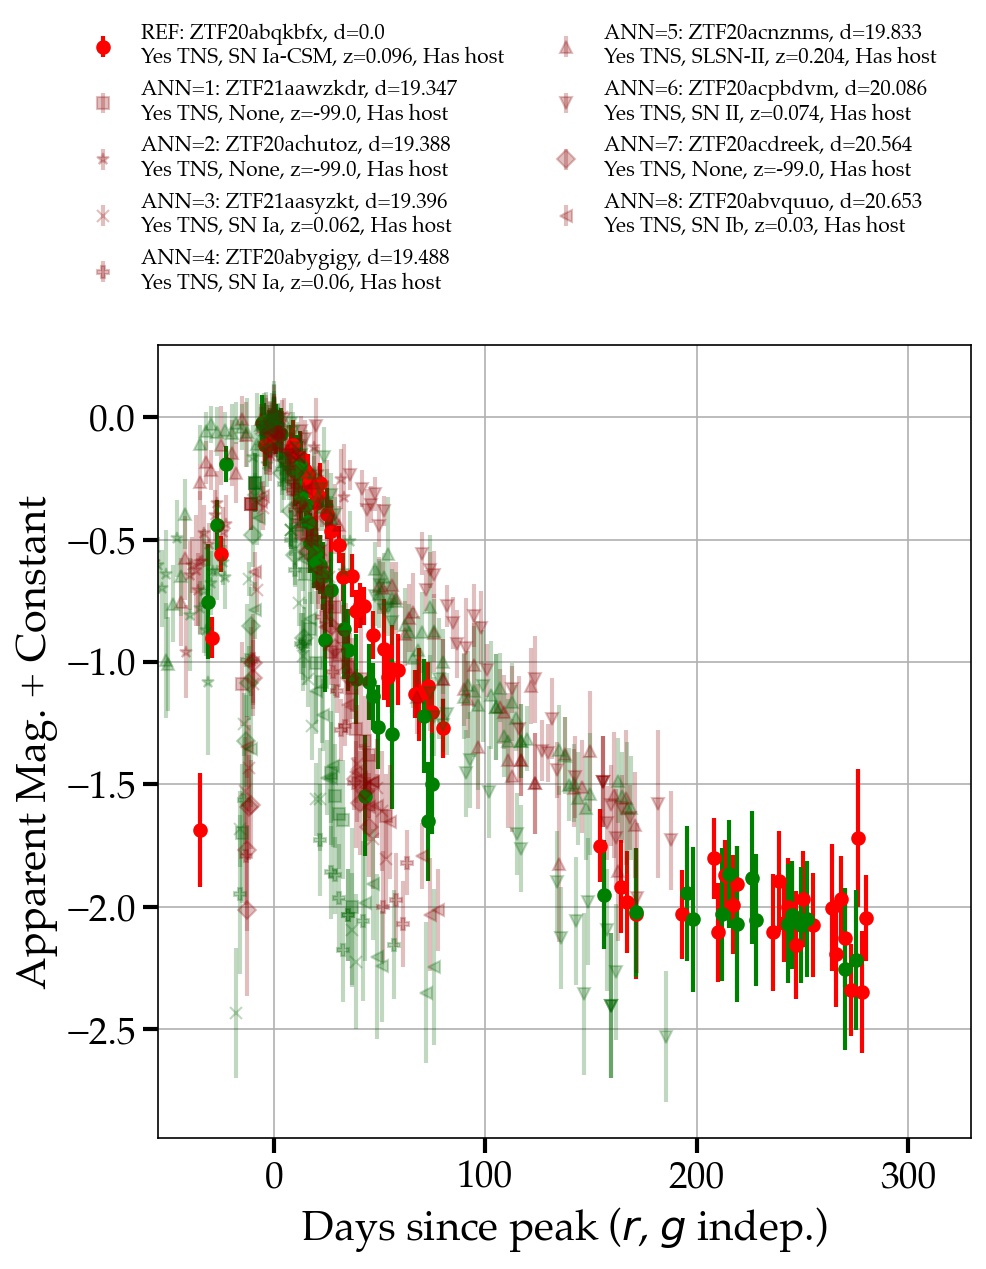 REF: ZTF20abqkbfx, d=0.0
Yes TNS, SN Ia-CSM, z=0.096, Has host
ANN=1: ZTF21aawzkdr, d=19.347
Yes TNS, None, z=-99.0, Has host
ANN=2: ZTF20achutoz, d=19.388
Yes TNS, None, z=-99.0, Has host
ANN=3: ZTF21aasyzkt, d=19.396
Yes TNS, SN Ia, z=0.062, Has host
ANN=4: ZTF20abygigy, d=19.488
Yes TNS, SN Ia, z=0.06, Has host
ANN=5: ZTF20acnznms, d=19.833
Yes TNS, SLSN-II, z=0.204, Has host
ANN=6: ZTF20acpbdvm, d=20.086
Yes TNS, SN II, z=0.074, Has host
ANN=7: ZTF20acdreek, d=20.564
Yes TNS, None, z=-99.0, Has host
ANN=8: ZTF20abvquuo, d=20.653
Yes TNS, SN Ib, z=0.03, Has host
Apparent Mag. + Constant
0.0
−0.5
−1.0
−1.5
−2.0
−2.5
0
100
200
300
Days since peak (r, g indep.)